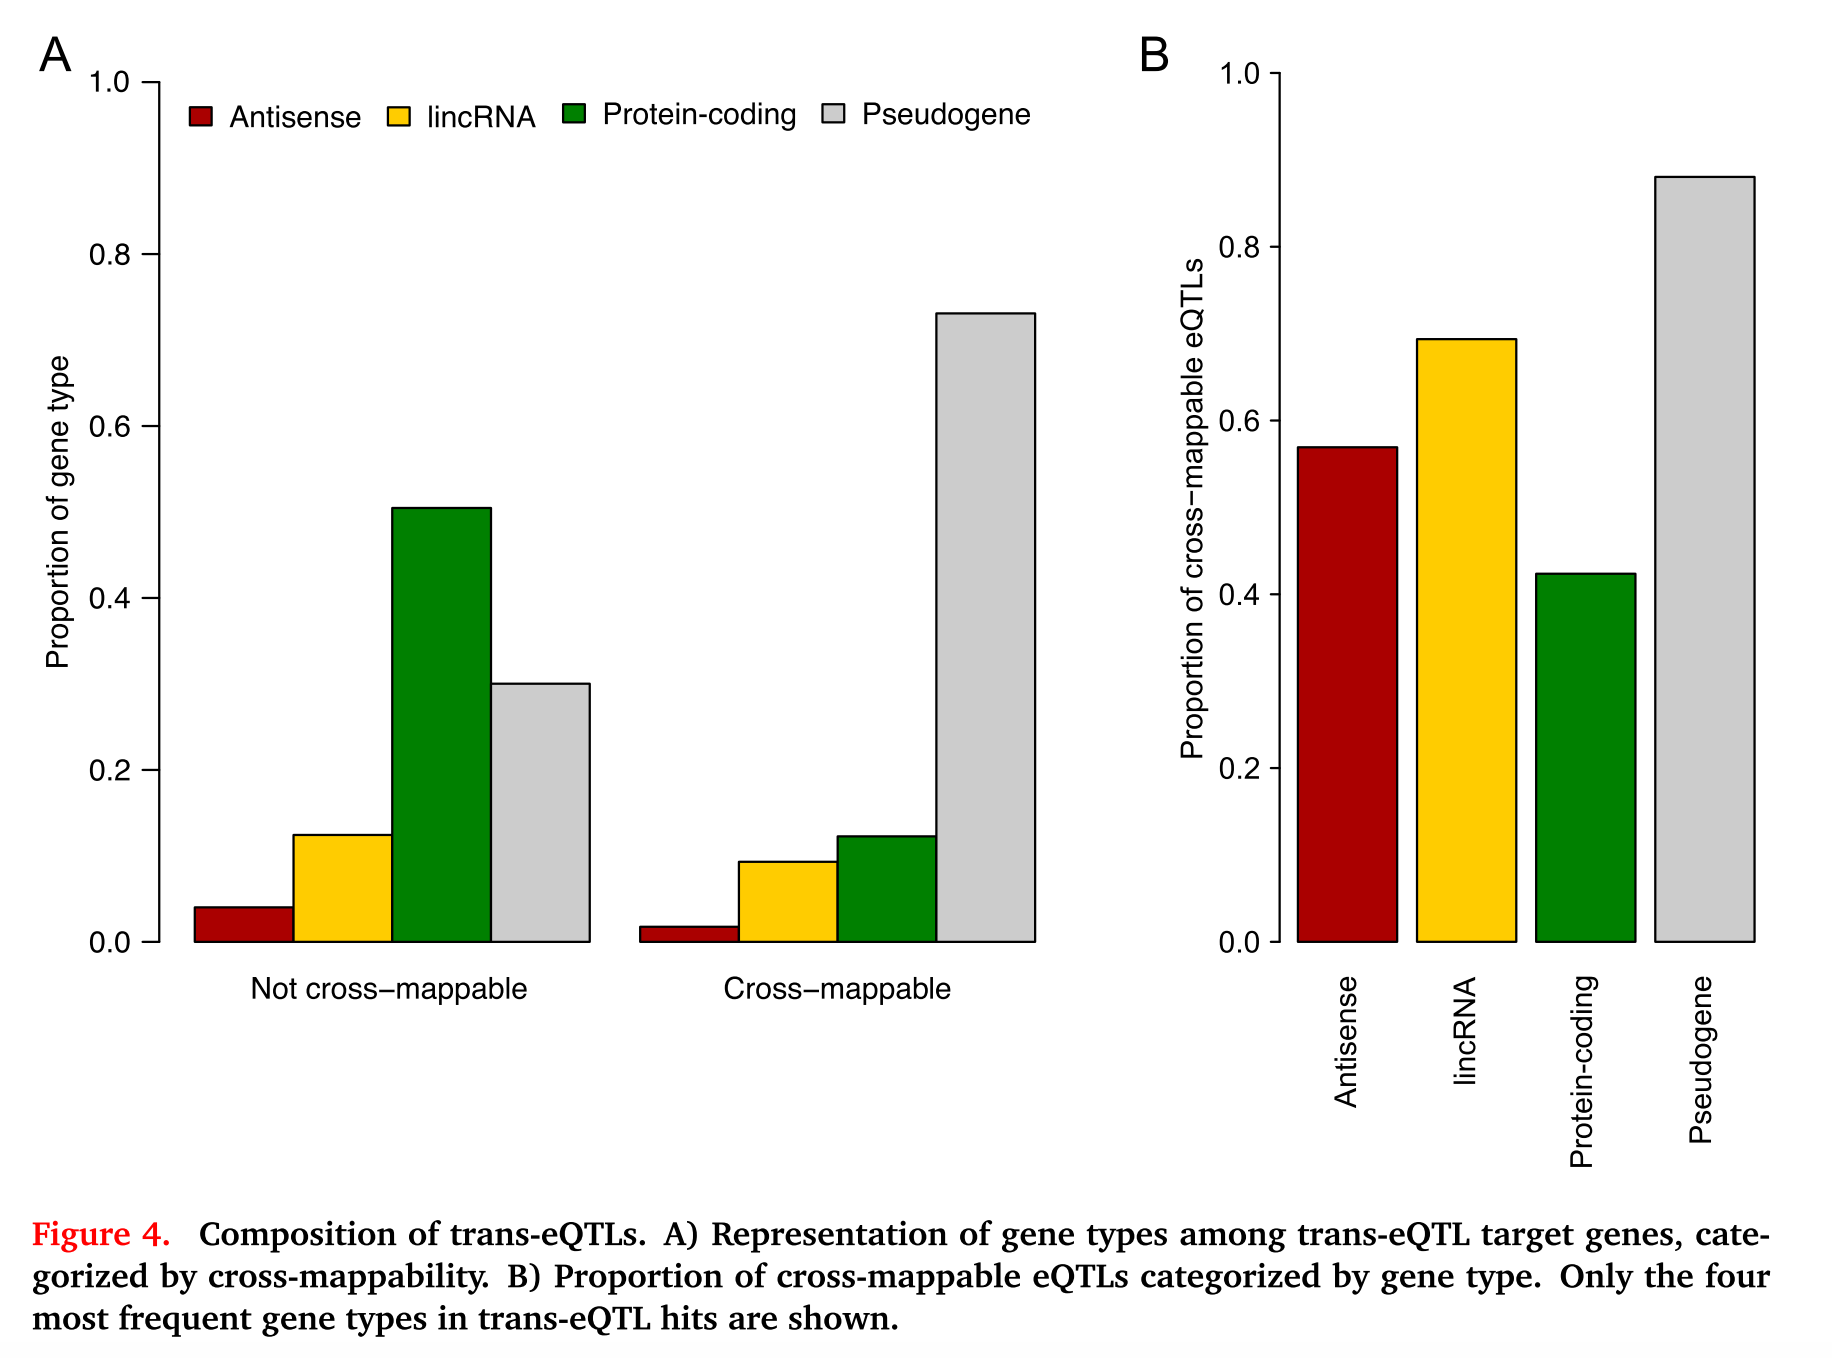 A
1.0
0.8
0.6
0.4
0.2
0.0
Proportion of gene type
Antisense lincRNA Protein-coding Pseudogene
Not cross−mappable Cross−mappable
B
1.0
0.8
0.6
0.4
0.2
0.0
Proportion of cross−mappable eQTLs
Antisense
lincRNA
Protein-coding
Pseudogene
Figure 4. Composition of trans-eQTLs. A) Representation of gene types among trans-eQTL target genes, cate-
gorized by cross-mappability. B) Proportion of cross-mappable eQTLs categorized by gene type. Only the four
most frequent gene types in trans-eQTL hits are shown.